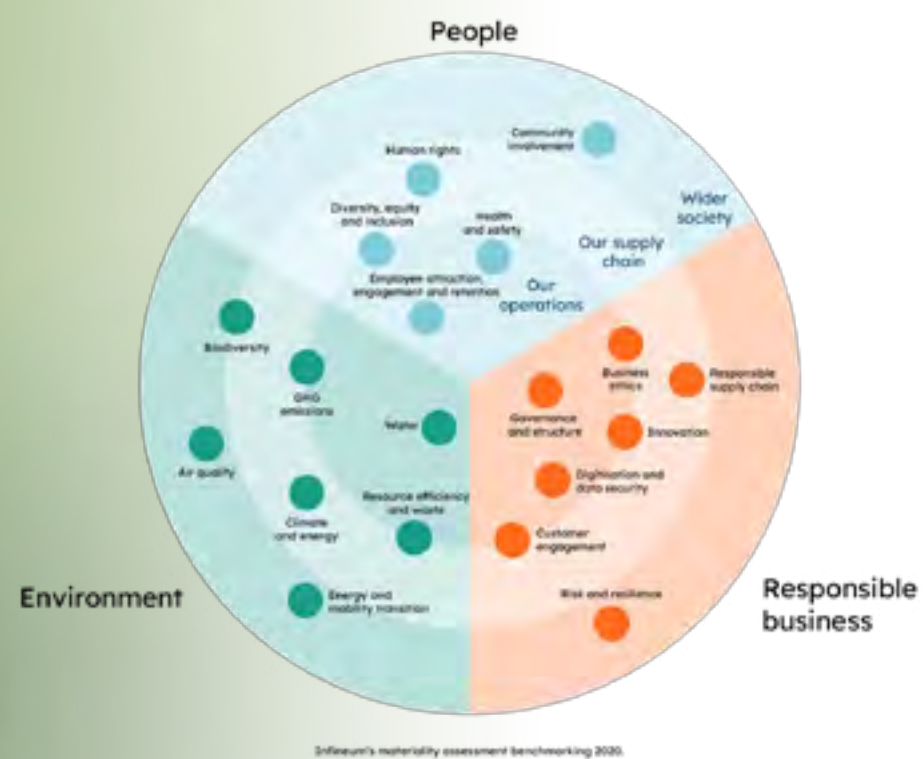 People
Community
involvement
Human rights
Wider
society
Diversity, equity
and inclusion
Health
and safety
Our supply
chain
Employee attraction,
engagement and retention
Our
operations
Biodiversity
GHG
emissions
Water
Air quality
Climate
and energy
Resource efficiency
and waste
Energy and
mobility transition
Environment
Business
ethics
Responsible
supply chain
Governance
and structure
Innovation
Digitisation and
data security
Customer
engagement
Risk and resilience
Responsible
business
Infineum's materiality assessment benchmarking 2020.